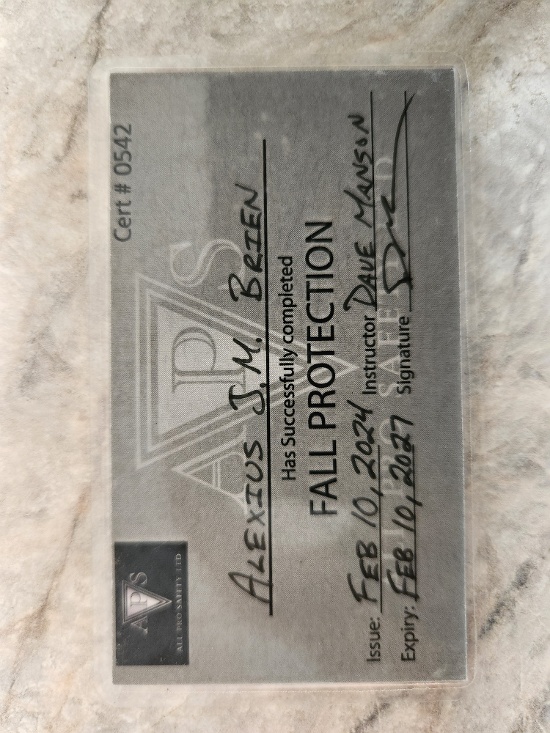 Cert # 0542
APS
ALL PRO SAFETY LTD
ALEXIUS J.M. BRIEN
Has Successfully completed
FALL PROTECTION
Issue: FEB 10, 2024 Instructor DAVE MANSON
Expiry: FEB 10, 2027 Signature